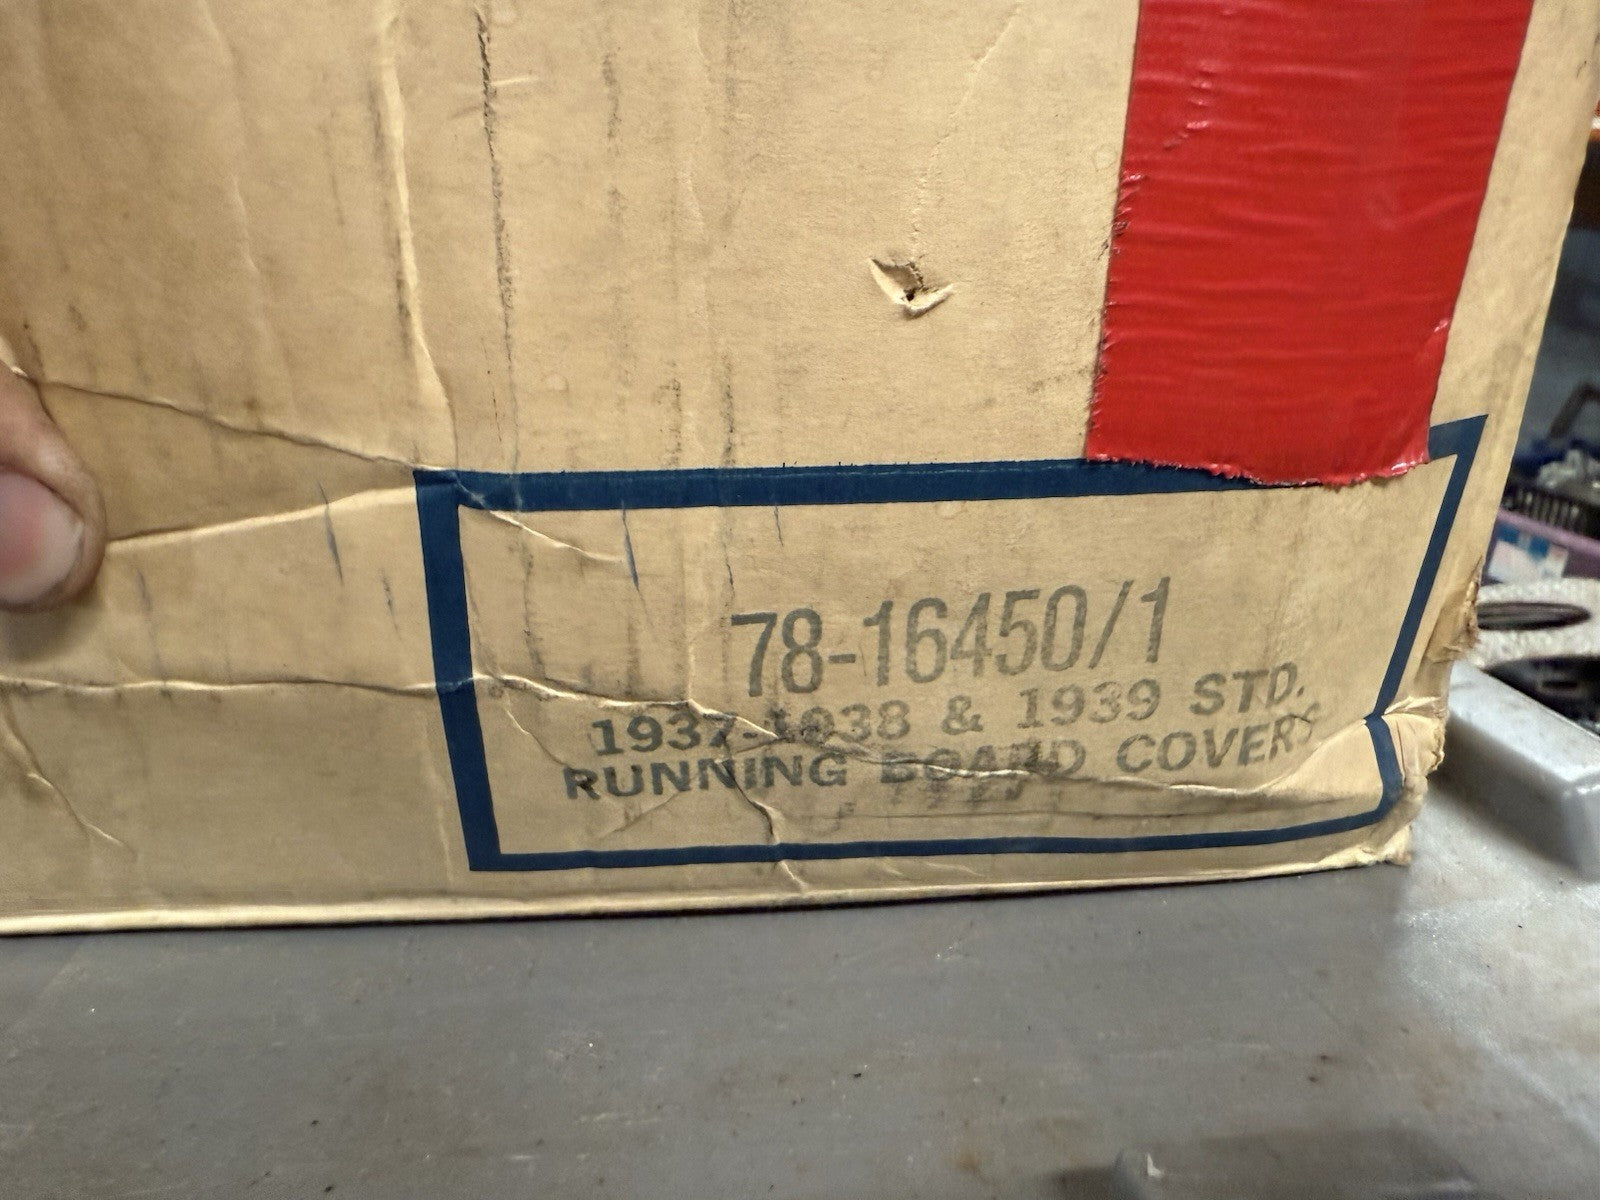 78-16450/1
1937-1938 & 1939 STD.
RUNNING BOARD COVERS